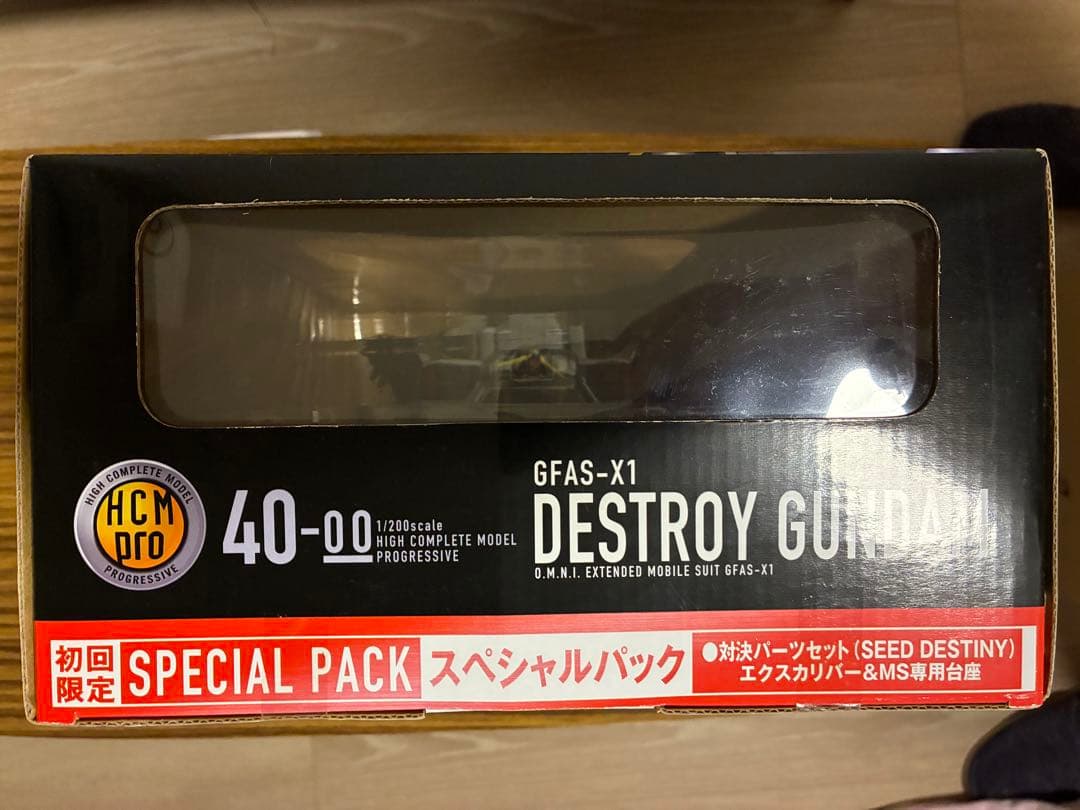 HIGH COMPLETE MODEL
HCM
pro
PROGRESSIVE
40-00
1/200scale
HIGH COMPLETE MODEL
PROGRESSIVE
GFAS-X1
DESTROY GUNDAM
O.M.N.I. EXTENDED MOBILE SUIT GFAS-X1
初回
限定
SPECIAL PACK
スペシャルパック
●対決パーツセット(SEED DESTINY)
エクスカリバー&MS専用台座